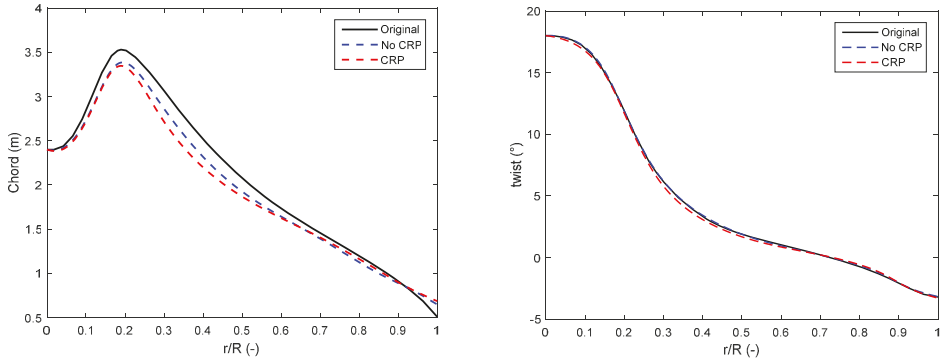 4
3.5
3
2.5
2
1.5
1
0.5
Chord (m)
0 0.1 0.2 0.3 0.4 0.5 0.6 0.7 0.8 0.9 1
r/R (-)
Original
No CRP
CRP
20
15
10
5
0
-5
twist (°)
0 0.1 0.2 0.3 0.4 0.5 0.6 0.7 0.8 0.9 1
r/R (-)
Original
No CRP
CRP